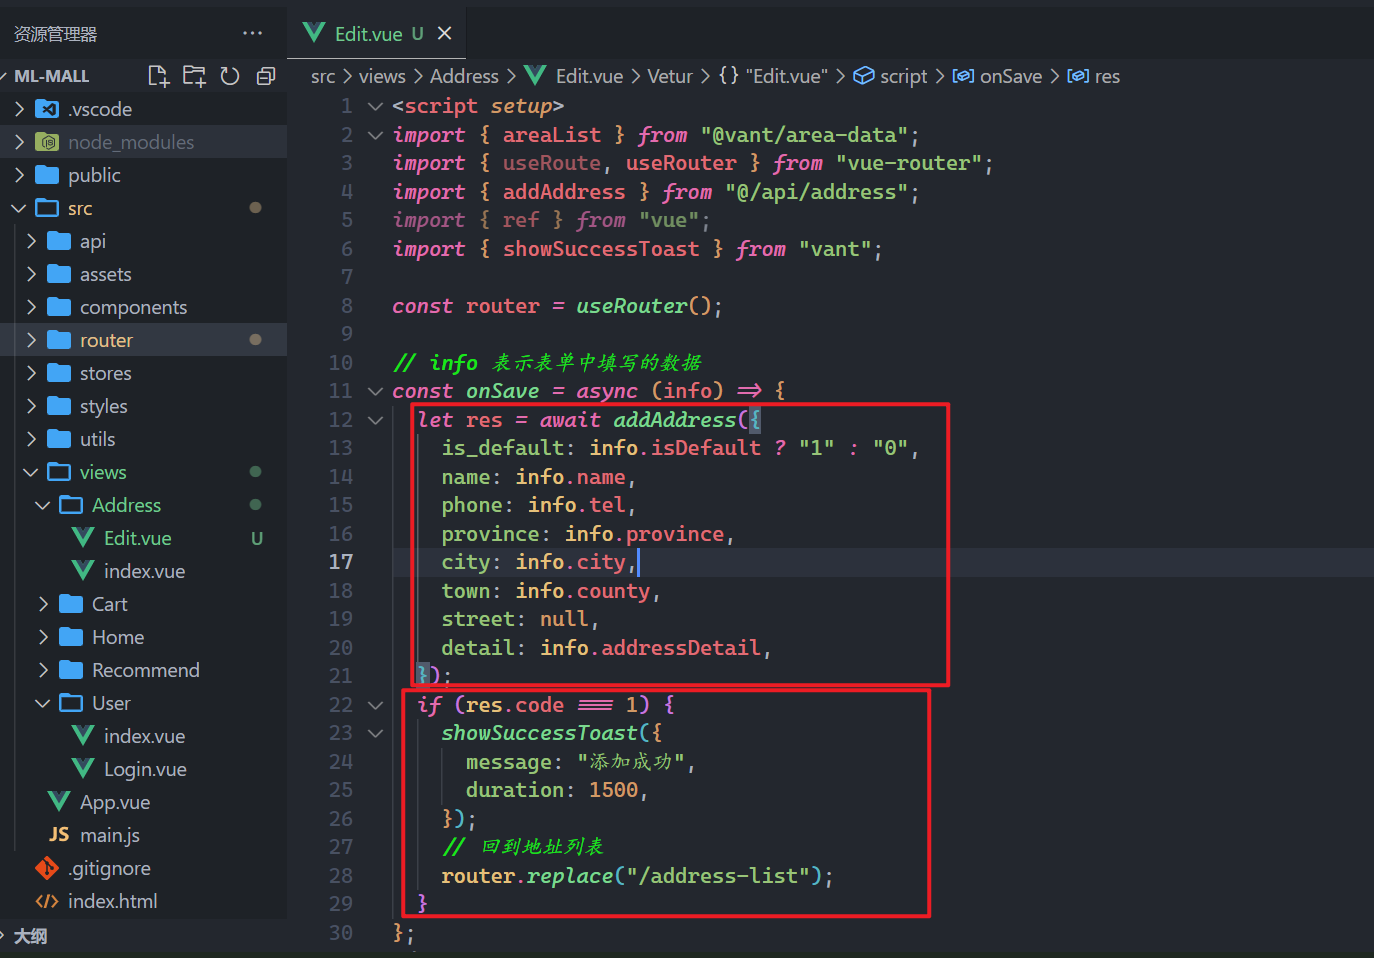 资源管理器
ML-MALL
.vscode
node_modules
public
src
api
assets
components
router
stores
styles
utils
views
Address
Edit.vue U
index.vue
Cart
Home
Recommend
User
index.vue
Login.vue
App.vue
JS main.js
.gitignore
index.html
大纲
Edit.vue U
src > views > Address > Edit.vue > Vetur > {} "Edit.vue" > script > onSave > res
1 <script setup>
2 import { areaList } from "@vant/area-data";
3 import { useRoute, useRouter } from "vue-router";
4 import { addAddress } from "@/api/address";
5 import { ref } from "vue";
6 import { showSuccessToast } from "vant";
7
8 const router = useRouter();
9
10 // info 表示表单中填写的数据
11 const onSave = async (info) => {
12 let res = await addAddress({
13 is_default: info.isDefault ? "1" : "0",
14 name: info.name,
15 phone: info.tel,
16 province: info.province,
17 city: info.city,
18 town: info.county,
19 street: null,
20 detail: info.addressDetail,
21 });
22 if (res.code === 1) {
23 showSuccessToast({
24 message: "添加成功",
25 duration: 1500,
26 });
27 // 回到地址列表
28 router.replace("/address-list");
29 }
30 };